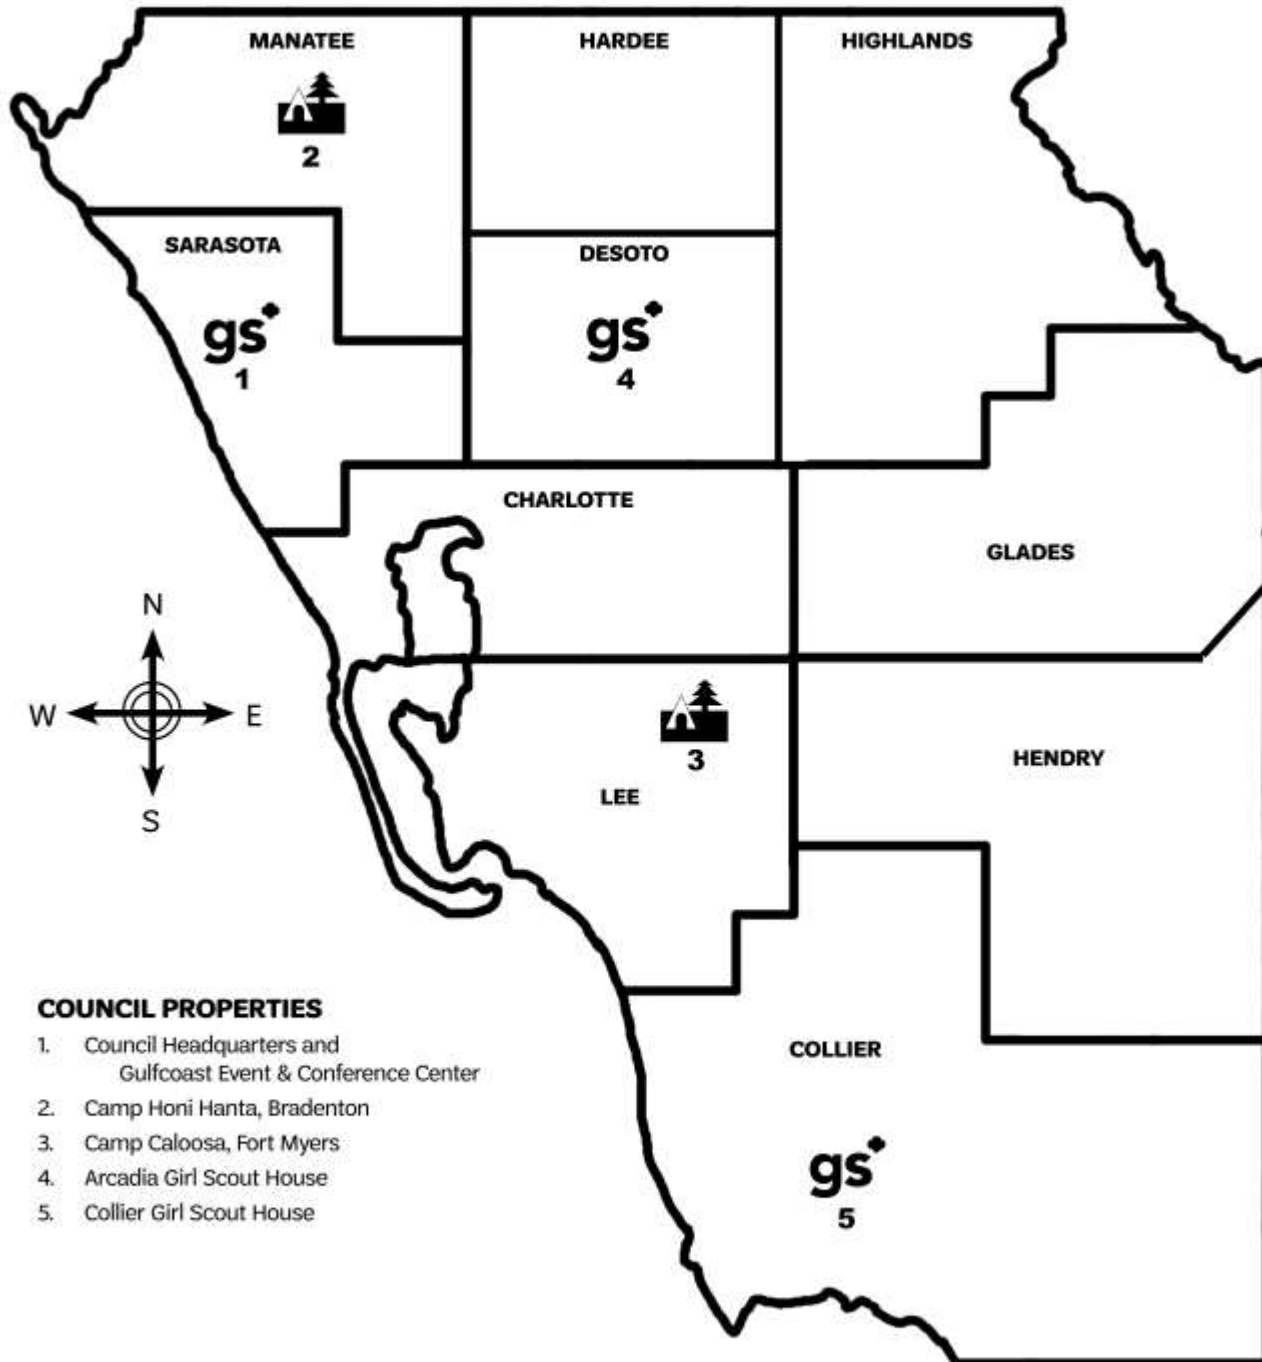 MANATEE
HARDEE
HIGHLANDS
2
SARASOTA
DESOTO
gs
1
gs
4
CHARLOTTE
GLADES
N
W
E
S
3
HENDRY
LEE
COUNCIL PROPERTIES
1. Council Headquarters and
Gulfcoast Event & Conference Center
2. Camp Honi Hanta, Bradenton
3. Camp Caloosa, Fort Myers
4. Arcadia Girl Scout House
5. Collier Girl Scout House
COLLIER
gs
5